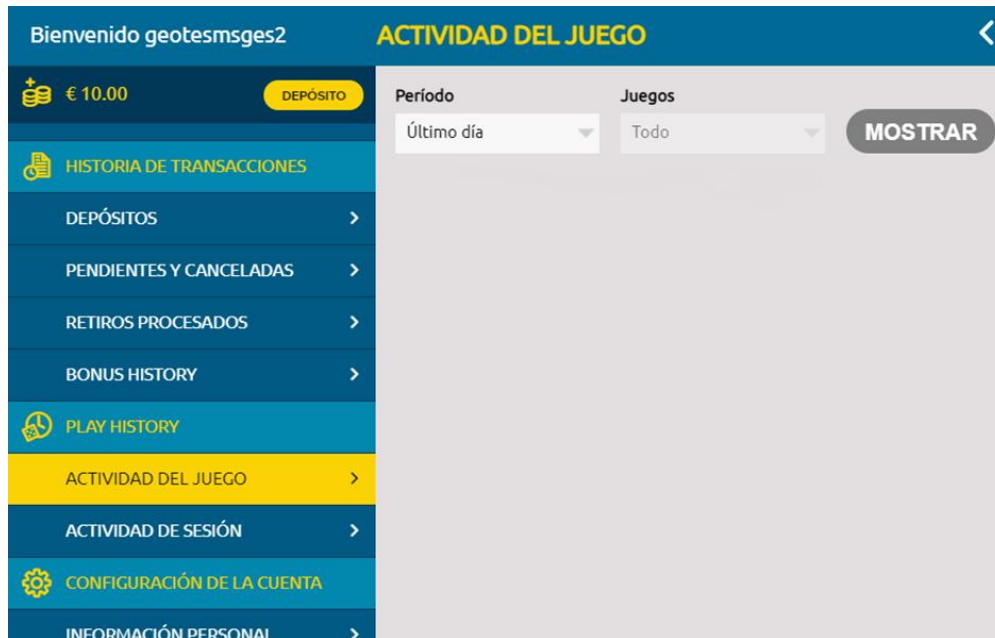 Bienvenido geotesmsges2
ACTIVIDAD DEL JUEGO
€ 10.00
DEPÓSITO
HISTORIA DE TRANSACCIONES
DEPÓSITOS
PENDIENTES Y CANCELADAS
RETIROS PROCESADOS
BONUS HISTORY
PLAY HISTORY
ACTIVIDAD DEL JUEGO
ACTIVIDAD DE SESIÓN
CONFIGURACIÓN DE LA CUENTA
INFORMACIÓN PERSONAL
Período
Juegos
Último día
Todo
MOSTRAR